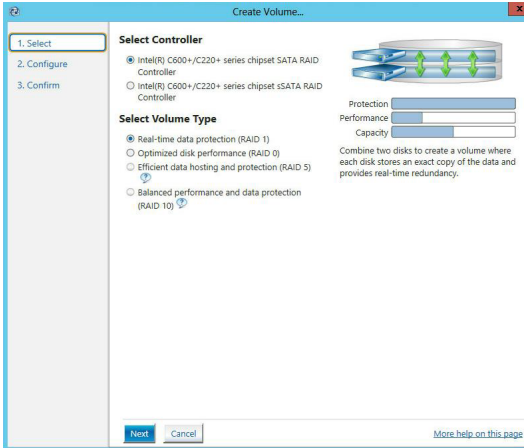 Create Volume...
x
1. Select
2. Configure
3. Confirm
Select Controller
Intel(R) C600+/C220+ series chipset SATA RAID
Controller
Intel(R) C600+/C220+ series chipset sSATA RAID
Controller
Select Volume Type
Real-time data protection (RAID 1)
Optimized disk performance (RAID 0)
Efficient data hosting and protection (RAID 5)
?
Balanced performance and data protection
(RAID 10) ?
Protection
Performance
Capacity
Combine two disks to create a volume where
each disk stores an exact copy of the data and
provides real-time redundancy.
Next
Cancel
More help on this page